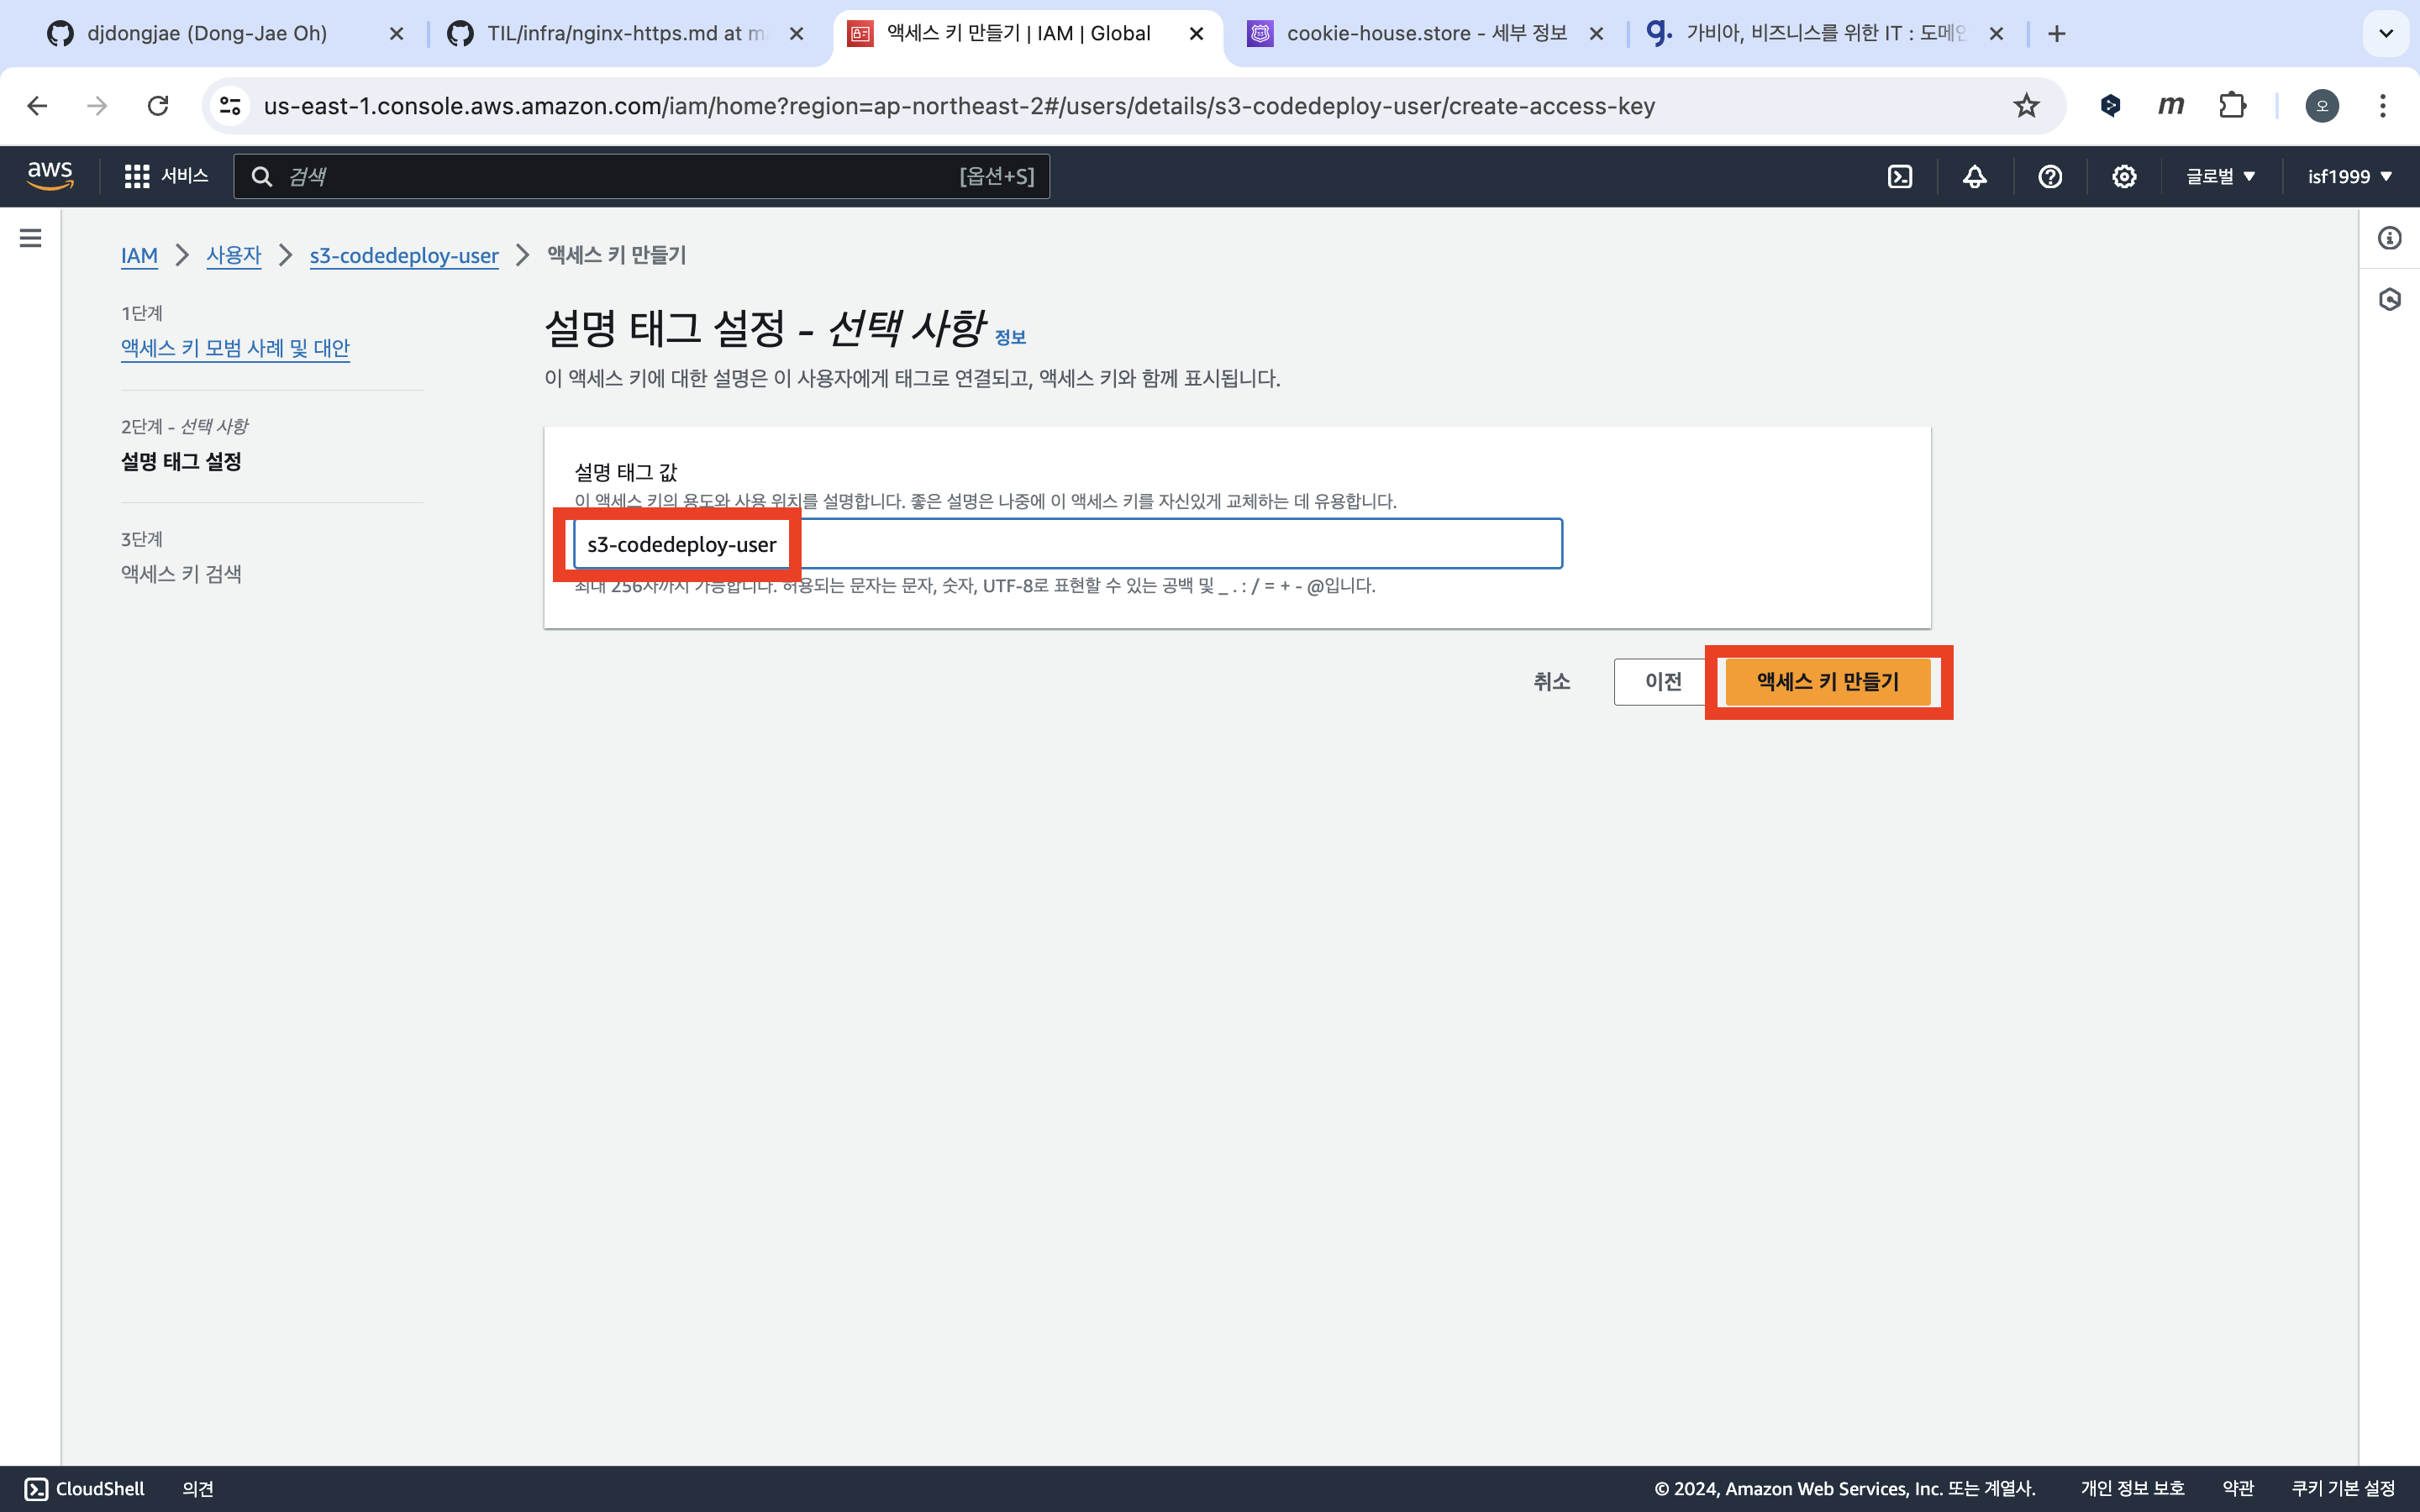 djdongjae (Dong-Jae Oh)
TIL/infra/nginx-https.md at m
액세스 키 만들기 | IAM | Global
cookie-house.store - 세부 정보
g.
가비아, 비즈니스를 위한 IT : 도메인
us-east-1.console.aws.amazon.com/iam/home?region=ap-northeast-2#/users/details/s3-codedeploy-user/create-access-key
m
오
aws
서비스
검색
[옵션+S]
글로벌
isf1999
IAM
사용자
s3-codedeploy-user
액세스 키 만들기
1단계
액세스 키 모범 사례 및 대안
2단계 - 선택 사항
설명 태그 설정
3단계
액세스 키 검색
설명 태그 설정 - 선택 사항 정보
이 액세스 키에 대한 설명은 이 사용자에게 태그로 연결되고, 액세스 키와 함께 표시됩니다.
설명 태그 값
이 액세스 키의 용도와 사용 위치를 설명합니다. 좋은 설명은 나중에 이 액세스 키를 자신있게 교체하는 데 유용합니다.
s3-codedeploy-user
최대 256자까지 가능합니다. 허용되는 문자는 문자, 숫자, UTF-8로 표현할 수 있는 공백 및 _ . : / = + - @입니다.
취소
이전
액세스 키 만들기
CloudShell
의견
© 2024, Amazon Web Services, Inc. 또는 계열사.
개인 정보 보호
약관
쿠키 기본 설정